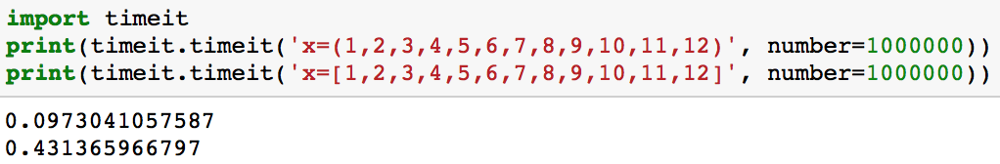 import timeit
print(timeit.timeit('x=(1,2,3,4,5,6,7,8,9,10,11,12)', number=1000000))
print(timeit.timeit('x=[1,2,3,4,5,6,7,8,9,10,11,12]', number=1000000))
0.0973041057587
0.431365966797